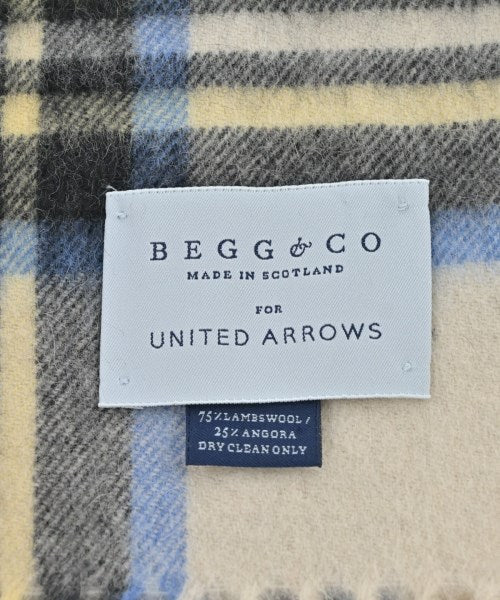 BEGG & CO
MADE IN SCOTLAND
FOR
UNITED ARROWS
75%LAMBSWOOL/
25% ANGORA
DRY CLEAN ONLY